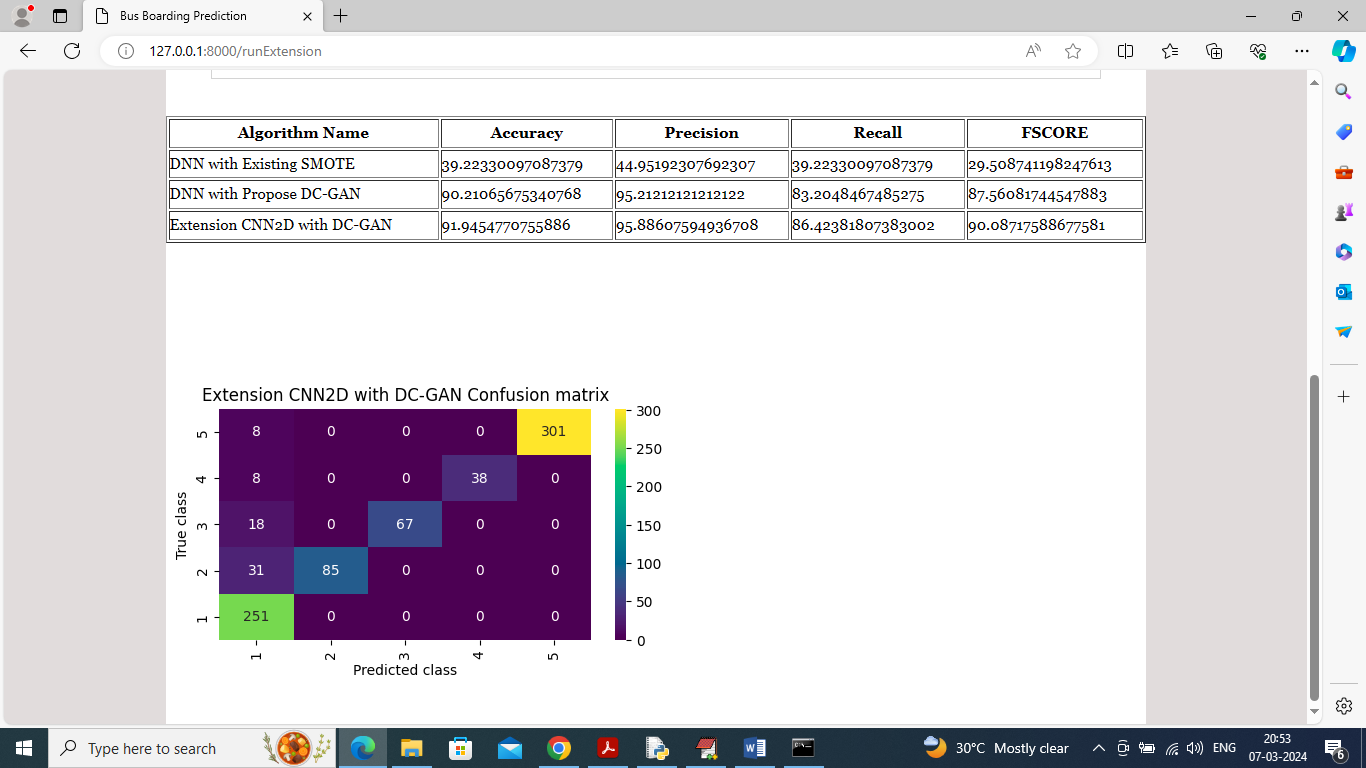 Bus Boarding Prediction
127.0.0.1:8000/runExtension
Algorithm Name Accuracy Precision Recall FSCORE
DNN with Existing SMOTE 39.22330097087379 44.95192307692307 39.22330097087379 29.508741198247613
DNN with Propose DC-GAN 90.21065675340768 95.21212121212122 83.2048467485275 87.56081744547883
Extension CNN2D with DC-GAN 91.9454770755886 95.88607594936708 86.42381807383002 90.08717588677581
Extension CNN2D with DC-GAN Confusion matrix
5 8 0 0 0 301
4 8 0 0 38 0
3 18 0 67 0 0
2 31 85 0 0 0
1 251 0 0 0 0
True class
1 2 3 4 5
Predicted class
300
250
200
150
100
50
0
Type here to search
30°C Mostly clear
ENG
20:53
07-03-2024
6